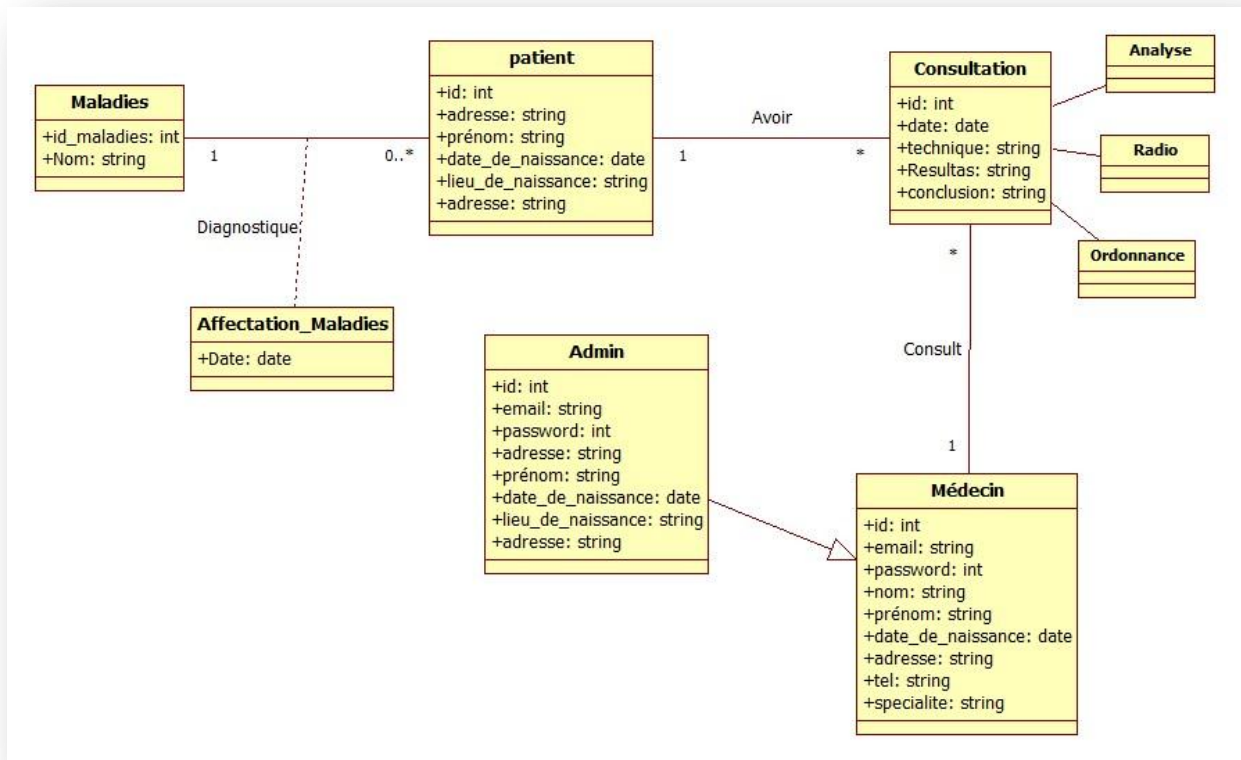 Maladies
+id_maladies: int
+Nom: string
1
0..*
Diagnostique
Affectation_Maladies
+Date: date
patient
+id: int
+adresse: string
+prénom: string
+date_de_naissance: date
+lieu_de_naissance: string
+adresse: string
Avoir
1
*
Consultation
+id: int
+date: date
+technique: string
+Resultas: string
+conclusion: string
Analyse
Radio
Ordonnance
*
Consult
1
Admin
+id: int
+email: string
+password: int
+adresse: string
+prénom: string
+date_de_naissance: date
+lieu_de_naissance: string
+adresse: string
Médecin
+id: int
+email: string
+password: int
+nom: string
+prénom: string
+date_de_naissance: date
+adresse: string
+tel: string
+specialite: string